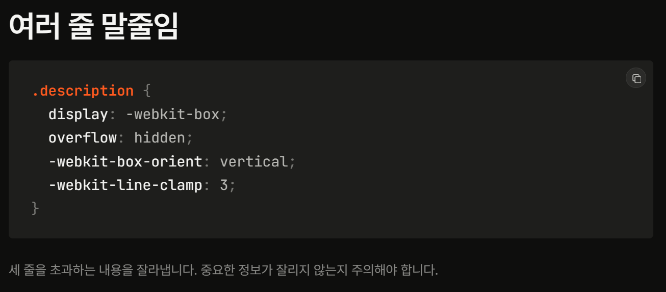 여러 줄 말줄임
.description {
  display: -webkit-box;
  overflow: hidden;
  -webkit-box-orient: vertical;
  -webkit-line-clamp: 3;
}
세 줄을 초과하는 내용을 잘라냅니다. 중요한 정보가 잘리지 않는지 주의해야 합니다.